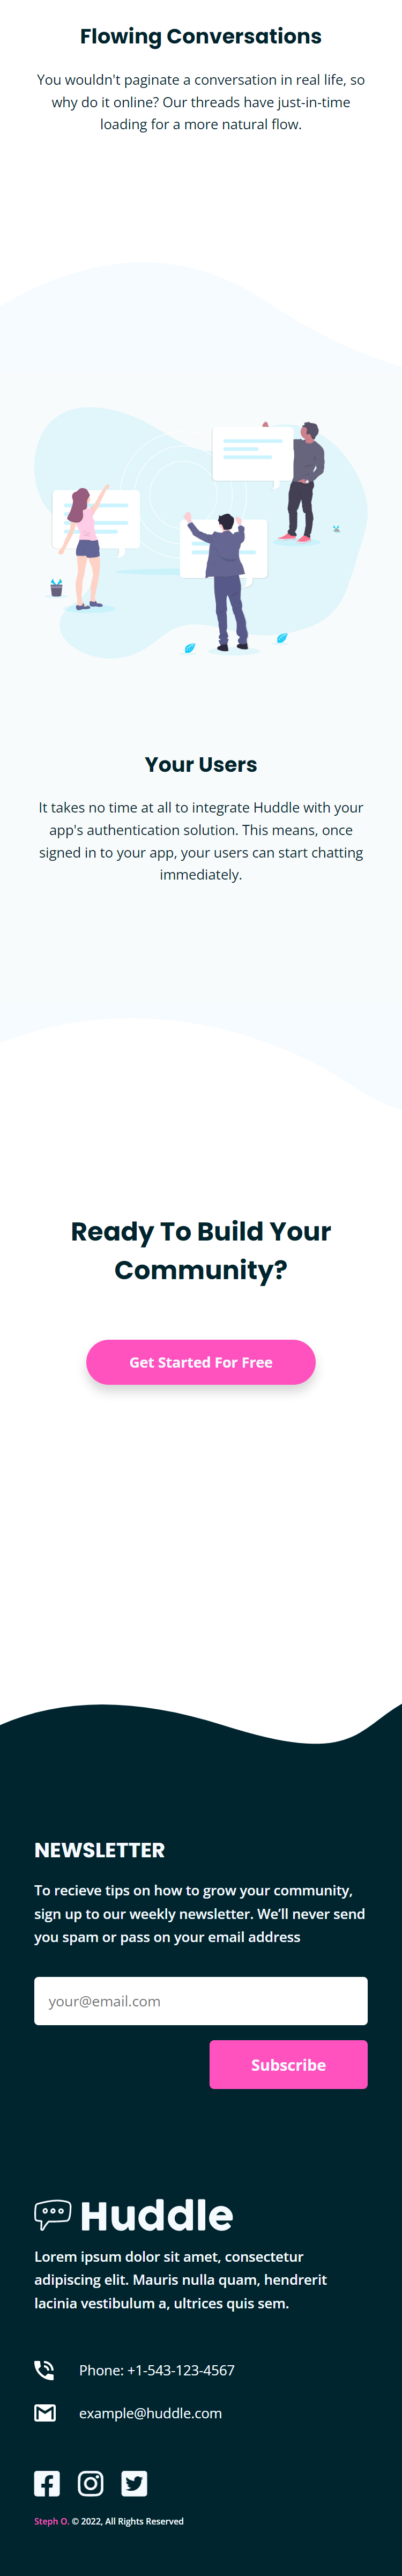 Flowing Conversations
You wouldn't paginate a conversation in real life, so
why do it online? Our threads have just-in-time
loading for a more natural flow.
Your Users
It takes no time at all to integrate Huddle with your
app's authentication solution. This means, once
signed in to your app, your users can start chatting
immediately.
Ready To Build Your
Community?
Get Started For Free
NEWSLETTER
To recieve tips on how to grow your community,
sign up to our weekly newsletter. We’ll never send
you spam or pass on your email address
your@email.com
Subscribe
Huddle
Lorem ipsum dolor sit amet, consectetur
adipiscing elit. Mauris nulla quam, hendrerit
lacinia vestibulum a, ultrices quis sem.
Phone: +1-543-123-4567
example@huddle.com
Steph O. © 2022, All Rights Reserved